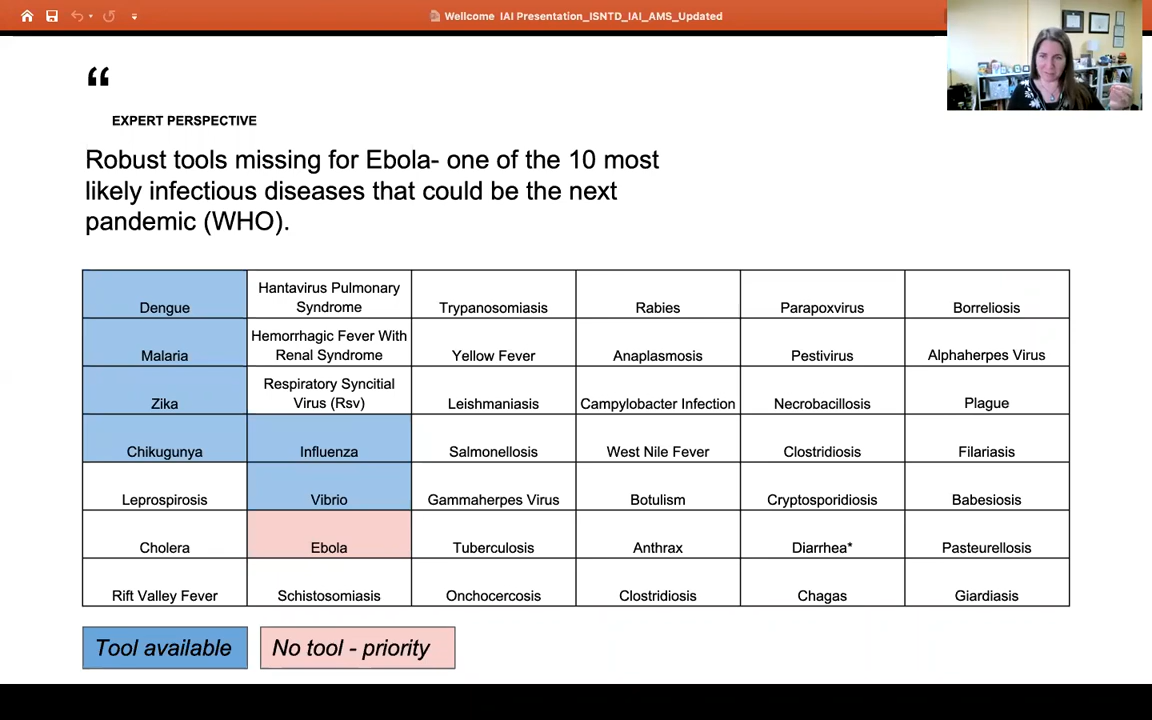 Wellcome IAI Presentation_ISNTD_IAI_AMS_Updated
“
EXPERT PERSPECTIVE
Robust tools missing for Ebola- one of the 10 most
likely infectious diseases that could be the next
pandemic (WHO).
Dengue
Hantavirus Pulmonary
Syndrome
Trypanosomiasis
Rabies
Parapoxvirus
Borreliosis
Malaria
Hemorrhagic Fever With
Renal Syndrome
Yellow Fever
Anaplasmosis
Pestivirus
Alphaherpes Virus
Zika
Respiratory Syncitial
Virus (Rsv)
Leishmaniasis
Campylobacter Infection
Necrobacillosis
Plague
Chikugunya
Influenza
Salmonellosis
West Nile Fever
Clostridiosis
Filariasis
Leprospirosis
Vibrio
Gammaherpes Virus
Botulism
Cryptosporidiosis
Babesiosis
Cholera
Ebola
Tuberculosis
Anthrax
Diarrhea*
Pasteurellosis
Rift Valley Fever
Schistosomiasis
Onchocercosis
Clostridiosis
Chagas
Giardiasis
Tool available
No tool - priority